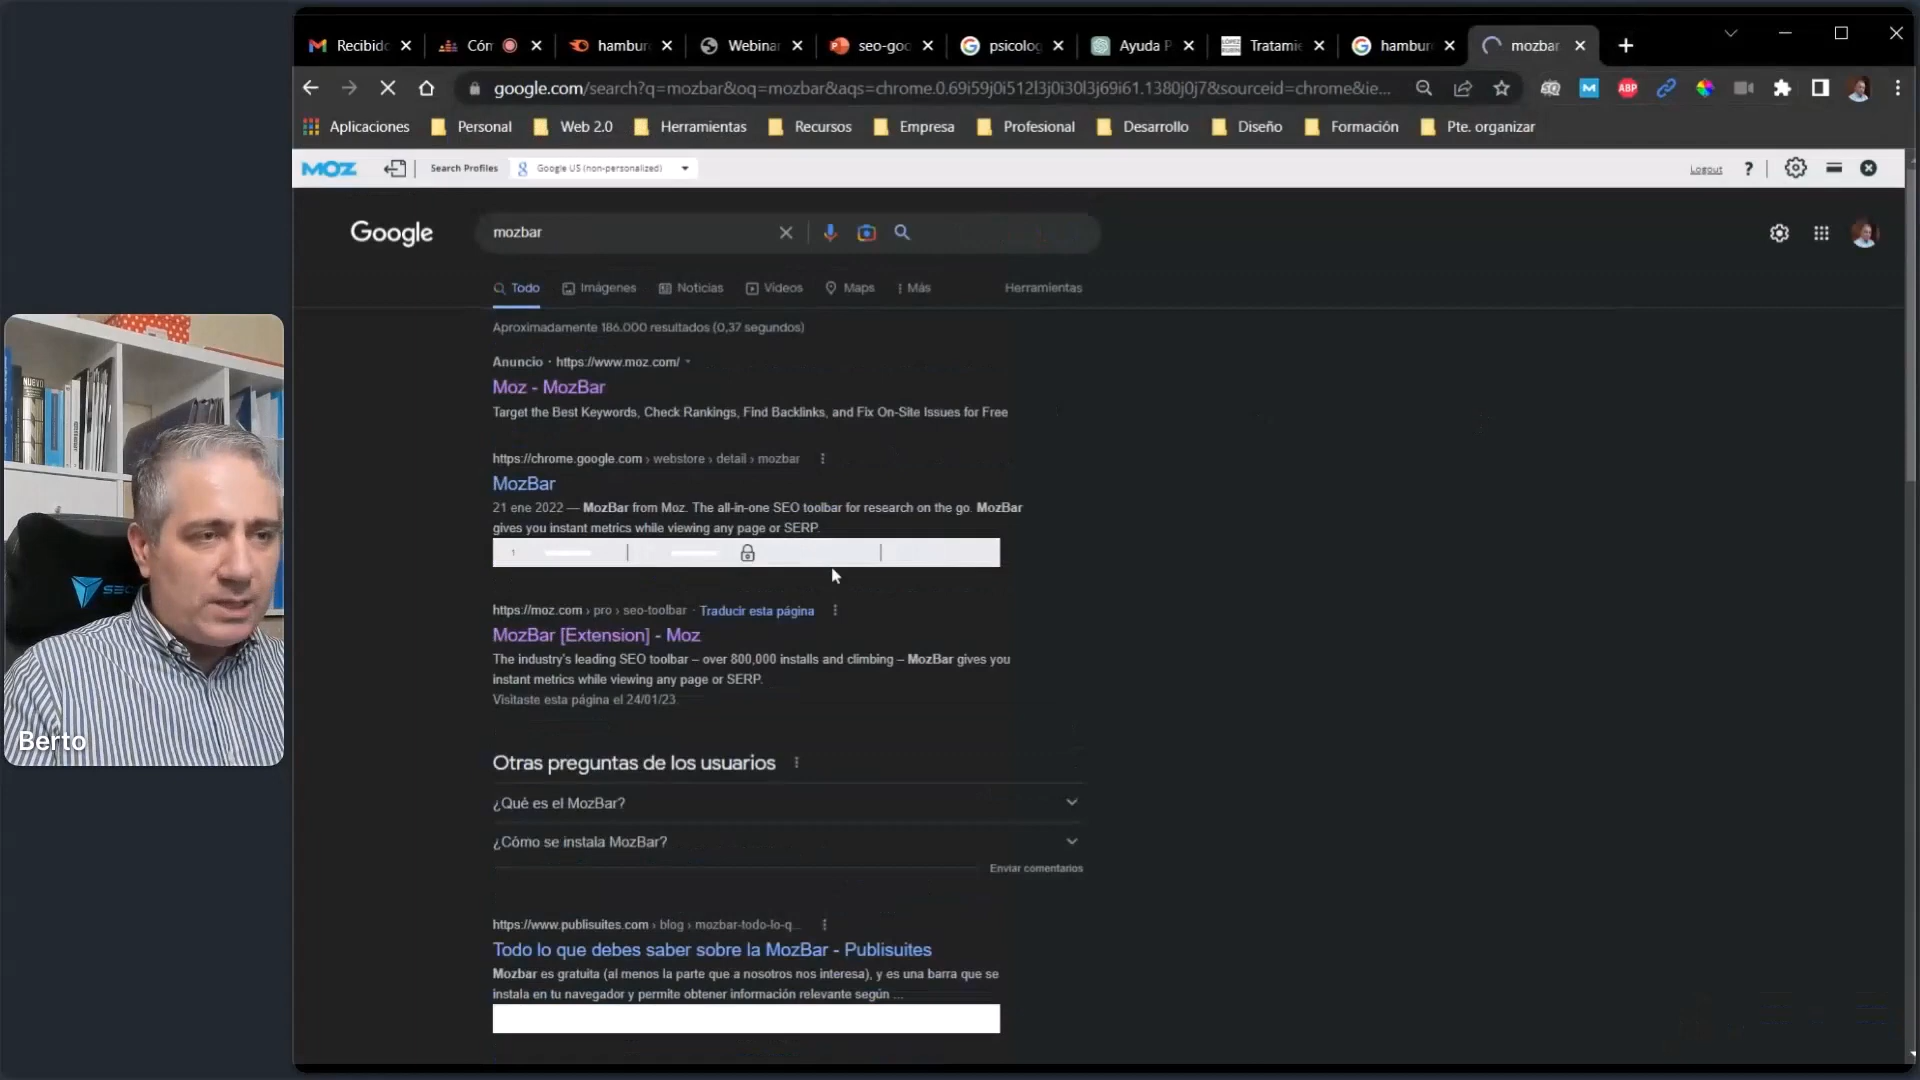 Recibido
Cón
hambur
Webinar
seo-goo
psicolog
Ayuda P
Tratamie
hambur
mozbar
google.com/search?q=mozbar&oq=mozbar&aqs=chrome.0.69i59j0i512l3j0i30l3j69i61.1380j0j7&sourceid=chrome&ie...
ABP
Aplicaciones
Personal
Web 2.0
Herramientas
Recursos
Empresa
Profesional
Desarrollo
Diseño
Formación
Pte. organizar
MOZ
Search Profiles
Google US (non-personalized)
Logout
?
Google
mozbar
Todo
Imágenes
Noticias
Vídeos
Maps
Más
Herramientas
Aproximadamente 186.000 resultados (0,37 segundos)
Anuncio · https://www.moz.com/
Moz - MozBar
Target the Best Keywords, Check Rankings, Find Backlinks, and Fix On-Site Issues for Free
https://chrome.google.com › webstore › detail › mozbar
MozBar
21 ene 2022 — MozBar from Moz. The all-in-one SEO toolbar for research on the go. MozBar
gives you instant metrics while viewing any page or SERP.
1
https://moz.com › pro › seo-toolbar · Traducir esta página
MozBar [Extension] - Moz
The industry's leading SEO toolbar – over 800,000 installs and climbing – MozBar gives you
instant metrics while viewing any page or SERP.
Visitaste esta página el 24/01/23.
Otras preguntas de los usuarios
¿Qué es el MozBar?
¿Cómo se instala MozBar?
Enviar comentarios
https://www.publisuites.com › blog › mozbar-todo-lo-q...
Todo lo que debes saber sobre la MozBar - Publisuites
Mozbar es gratuita (al menos la parte que a nosotros nos interesa), y es una barra que se
instala en tu navegador y permite obtener información relevante según ...
NUEVO
SEO
Berto